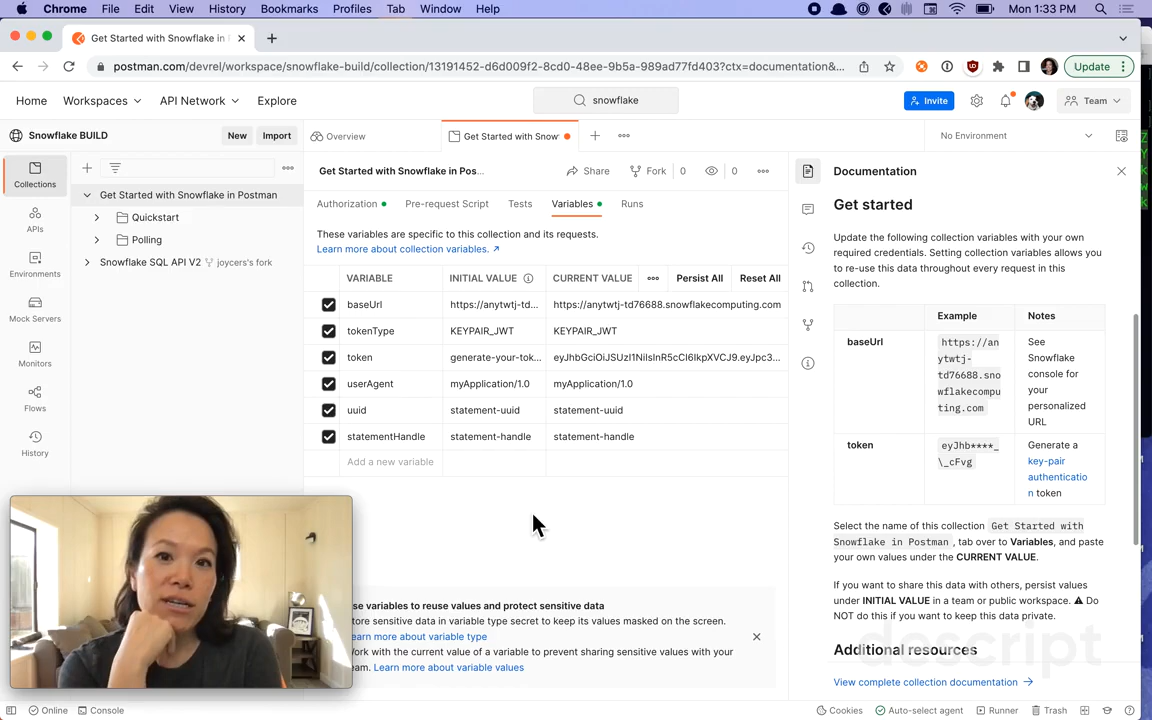 Chrome File Edit View History Bookmarks Profiles Tab Window Help Mon 1:33 PM
Get Started with Snowflake in
postman.com/devrel/workspace/snowflake-build/collection/13191452-d6d009f2-8cd0-48ee-9b5a-989ad77fd403?ctx=documentation&... Update
Home Workspaces API Network Explore snowflake Invite Team
Snowflake BUILD New Import Overview Get Started with Snow No Environment
Collections
APIs
Environments
Mock Servers
Monitors
Flows
History
Get Started with Snowflake in Postman
Quickstart
Polling
Snowflake SQL API V2 joycers's fork
Get Started with Snowflake in Pos... Share Fork 0 0
Authorization Pre-request Script Tests Variables Runs
These variables are specific to this collection and its requests.
Learn more about collection variables. ↗
VARIABLE INITIAL VALUE CURRENT VALUE Persist All Reset All
baseUrl https://anytwtj-td... https://anytwtj-td76688.snowflakecomputing.com
tokenType KEYPAIR_JWT KEYPAIR_JWT
token generate-your-tok... eyJhbGciOiJSUzI1NiIsInR5cCI6IkpXVCJ9.eyJpc3...
userAgent myApplication/1.0 myApplication/1.0
uuid statement-uuid statement-uuid
statementHandle statement-handle statement-handle
Add a new variable
se variables to reuse values and protect sensitive data
tore sensitive data in variable type secret to keep its values masked on the screen.
earn more about variable type
Work with the current value of a variable to prevent sharing sensitive values with your
eam. Learn more about variable values
Documentation
Get started
Update the following collection variables with your own
required credentials. Setting collection variables allows you
to re-use this data throughout every request in this
collection.
Example Notes
baseUrl https://an
ytwtj-
td76688.sno
wflakecompu
ting.com
See
Snowflake
console for
your
personalized
URL
token eyJhb****_
\_cFvg
Generate a
key-pair
authenticatio
n token
Select the name of this collection Get Started with
Snowflake in Postman , tab over to Variables, and paste
your own values under the CURRENT VALUE.
If you want to share this data with others, persist values
under INITIAL VALUE in a team or public workspace. ⚠ Do
NOT do this if you want to keep this data private.
Additional resources
descript
View complete collection documentation →
Online Console Cookies Auto-select agent Runner Trash